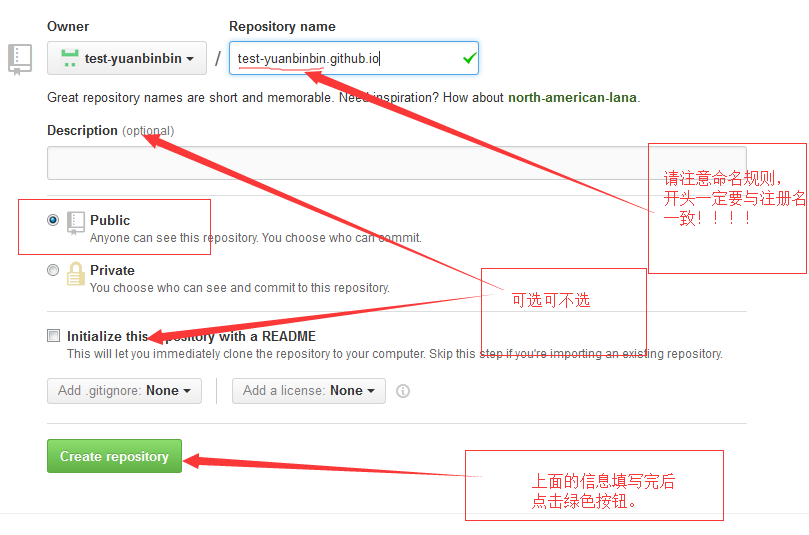 Owner
Repository name
test-yuanbinbin
/
test-yuanbinbin.github.io
Great repository names are short and memorable. Need inspiration? How about north-american-lana.
Description (optional)
请注意命名规则,
开头一定要与注册名
一致！！！！
Public
Anyone can see this repository. You choose who can commit.
Private
You choose who can see and commit to this repository.
可选可不选
Initialize this repository with a README
This will let you immediately clone the repository to your computer. Skip this step if you're importing an existing repository.
Add .gitignore: None
Add a license: None
Create repository
上面的信息填写完后
点击绿色按钮。